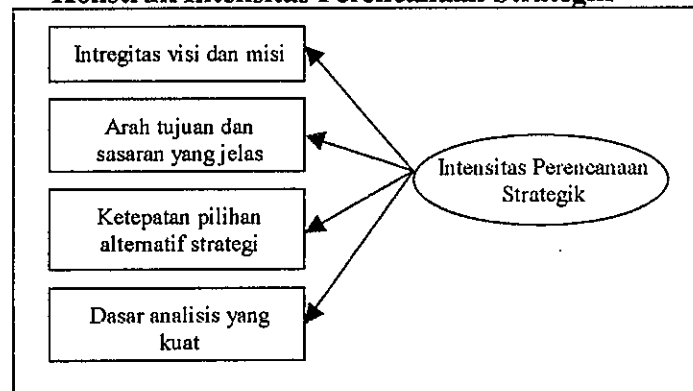 Konstruk Intensitas Perencanaan Strategik
Intregitas visi dan misi
Arah tujuan dan
sasaran yang jelas
Ketepatan pilihan
alternatif strategi
Dasar analisis yang
kuat
Intensitas Perencanaan
Strategik